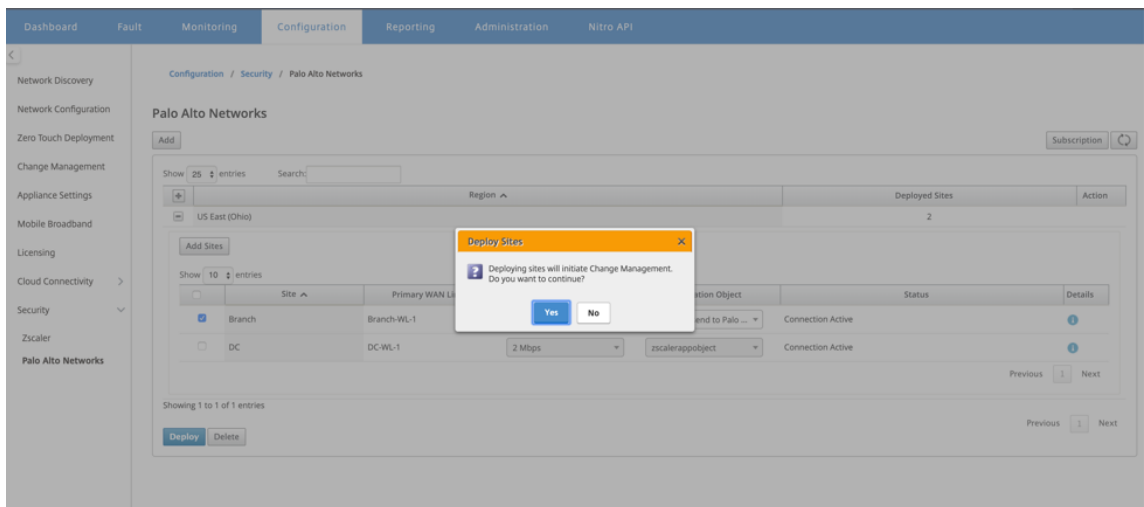 Dashboard Fault Monitoring Configuration Reporting Administration Nitro API
Network Discovery
Network Configuration
Zero Touch Deployment
Change Management
Appliance Settings
Mobile Broadband
Licensing
Cloud Connectivity
Security
Zscaler
Palo Alto Networks
Configuration / Security / Palo Alto Networks
Palo Alto Networks
Add Subscription
Show 25 entries Search:
Region Deployed Sites Action
US East (Ohio) 2
Add Sites
Show 10 entries
Site Primary WAN ation Object Status Details
Branch Branch-WL-1 end to Palo ... Connection Active
DC DC-WL-1 2 Mbps zscalerappobject Connection Active
Previous 1 Next
Showing 1 to 1 of 1 entries
Previous 1 Next
Deploy Delete
Deploy Sites
Deploying sites will initiate Change Management.
Do you want to continue?
Yes No